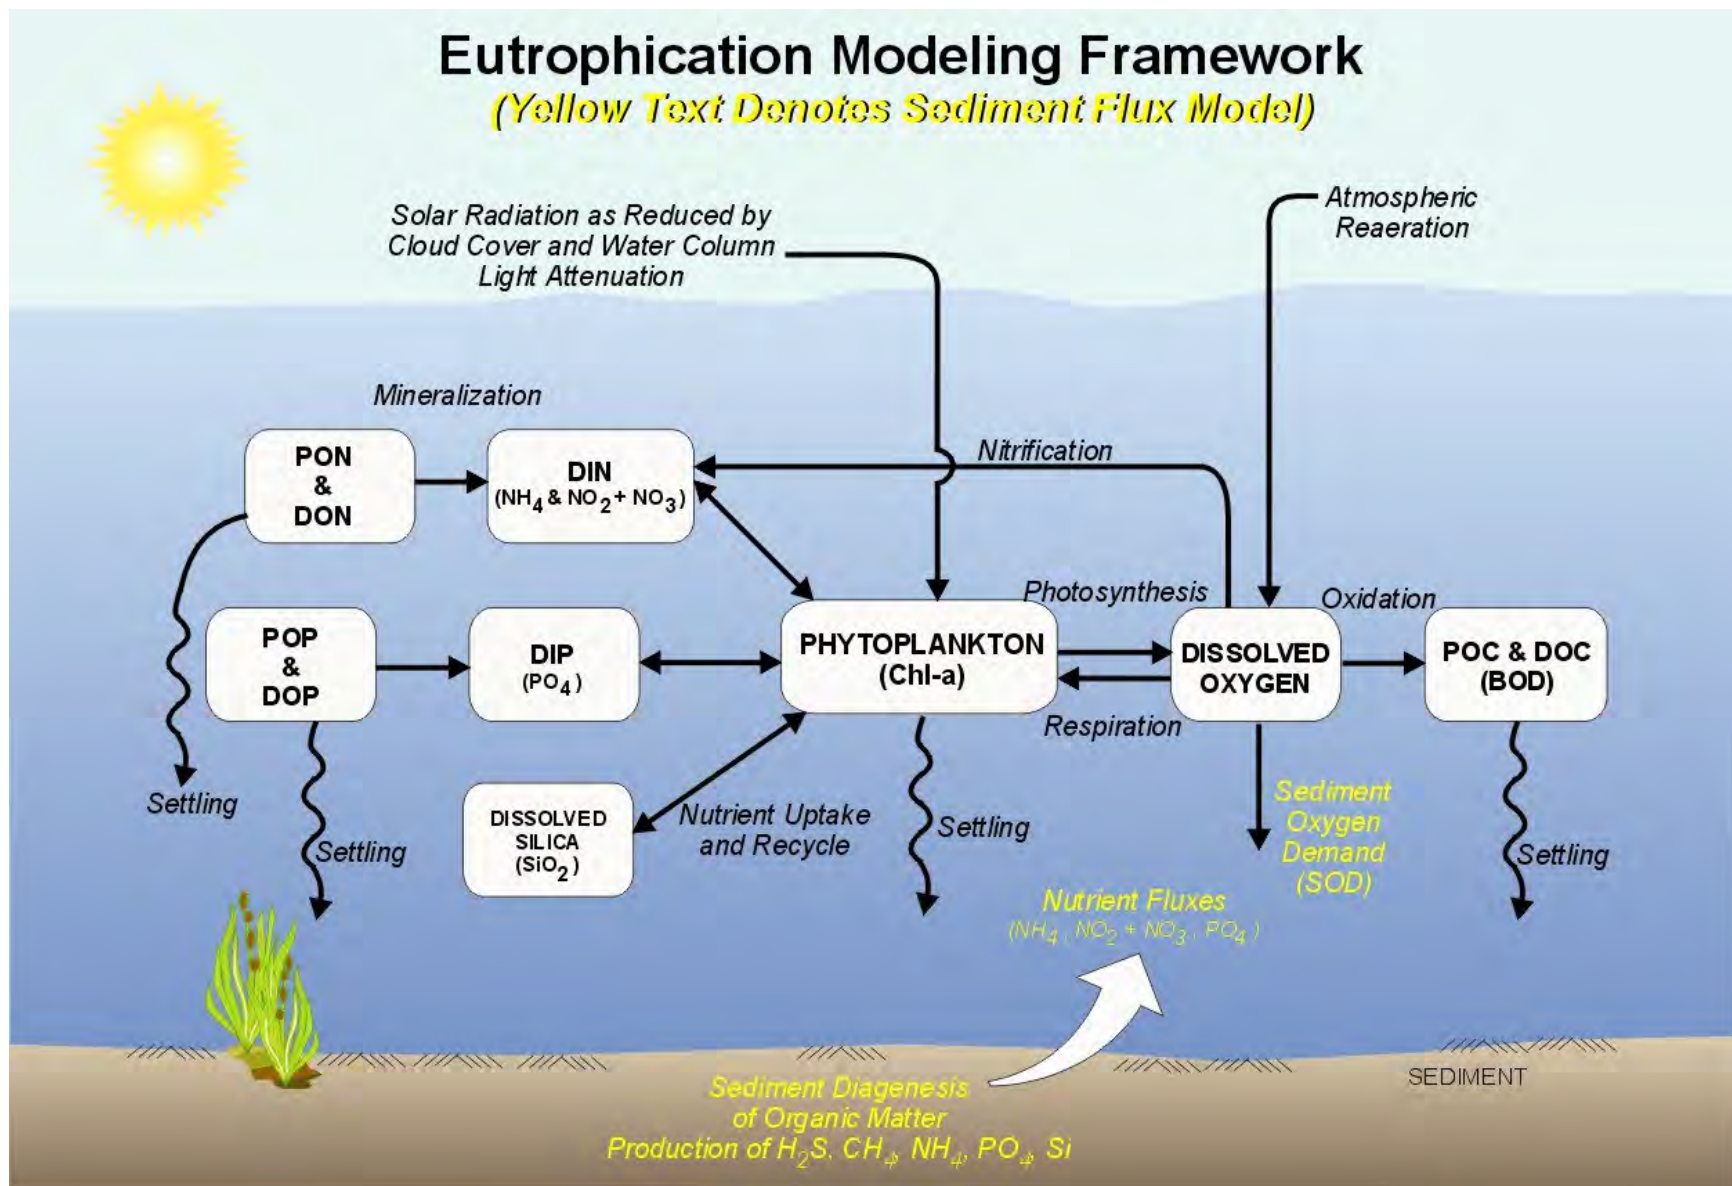 Eutrophication Modeling Framework
(Yellow Text Denotes Sediment Flux Model)
Solar Radiation as Reduced by
Cloud Cover and Water Column
Light Attenuation
Atmospheric
Reaeration
Mineralization
PON
&
DON
DIN
(NH4 & NO2 + NO3)
Nitrification
POP
&
DOP
DIP
(PO4)
PHYTOPLANKTON
(Chl-a)
Photosynthesis
Respiration
DISSOLVED
OXYGEN
Oxidation
POC & DOC
(BOD)
Settling
Settling
DISSOLVED
SILICA
(SiO2)
Nutrient Uptake
and Recycle
Settling
Sediment
Oxygen
Demand
(SOD)
Settling
Nutrient Fluxes
(NH4, NO2 + NO3, PO4)
SEDIMENT
Sediment Diagenesis
of Organic Matter
Production of H2S, CH4, NH4, PO4, Si